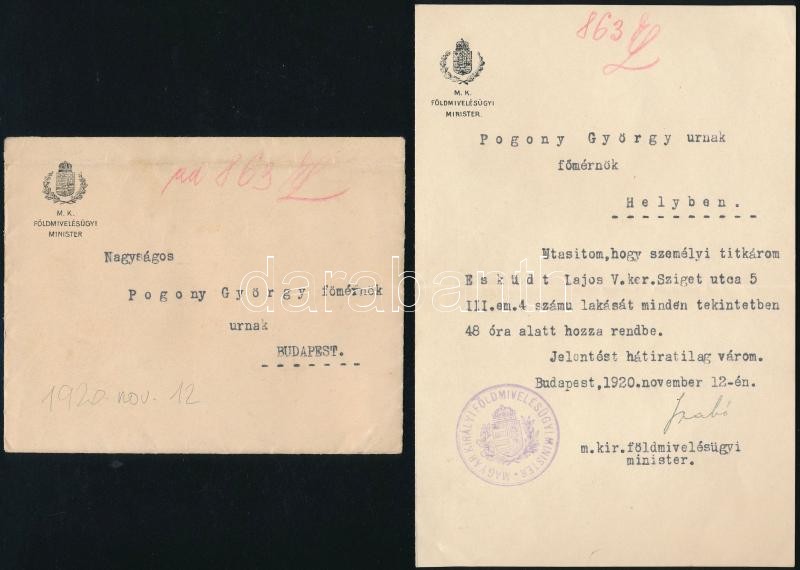 M. K.
FÖLDMIVELÉSÜGYI
MINISTER
ad 863
Nagyságos
Pogony György főmérnök
urnak
BUDAPEST.
1920. nov. 12
darabanth
863
M. K.
FÖLDMIVELÉSÜGYI
MINISTER.
Pogony György urnak
főmérnök
Helyben.
Utasitom,hogy személyi titkárom
Esküdt Lajos V.ker.Sziget utca 5
III.em.4 számu lakását minden tekintetben
48 óra alatt hozza rendbe.
Jelentést hátiratilag várom.
Budapest,1920.november 12-én.
Szabó
m.kir.földmivelésügyi
minister.
MAGYAR KIRÁLYI FÖLDMIVELÉSÜGYI MINISTER